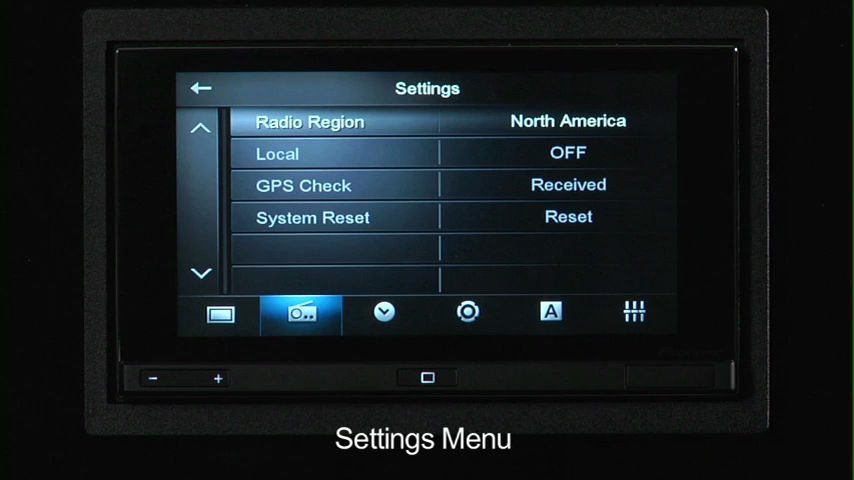 Settings
Radio Region North America
Local OFF
GPS Check Received
System Reset Reset
A
- +
Settings Menu